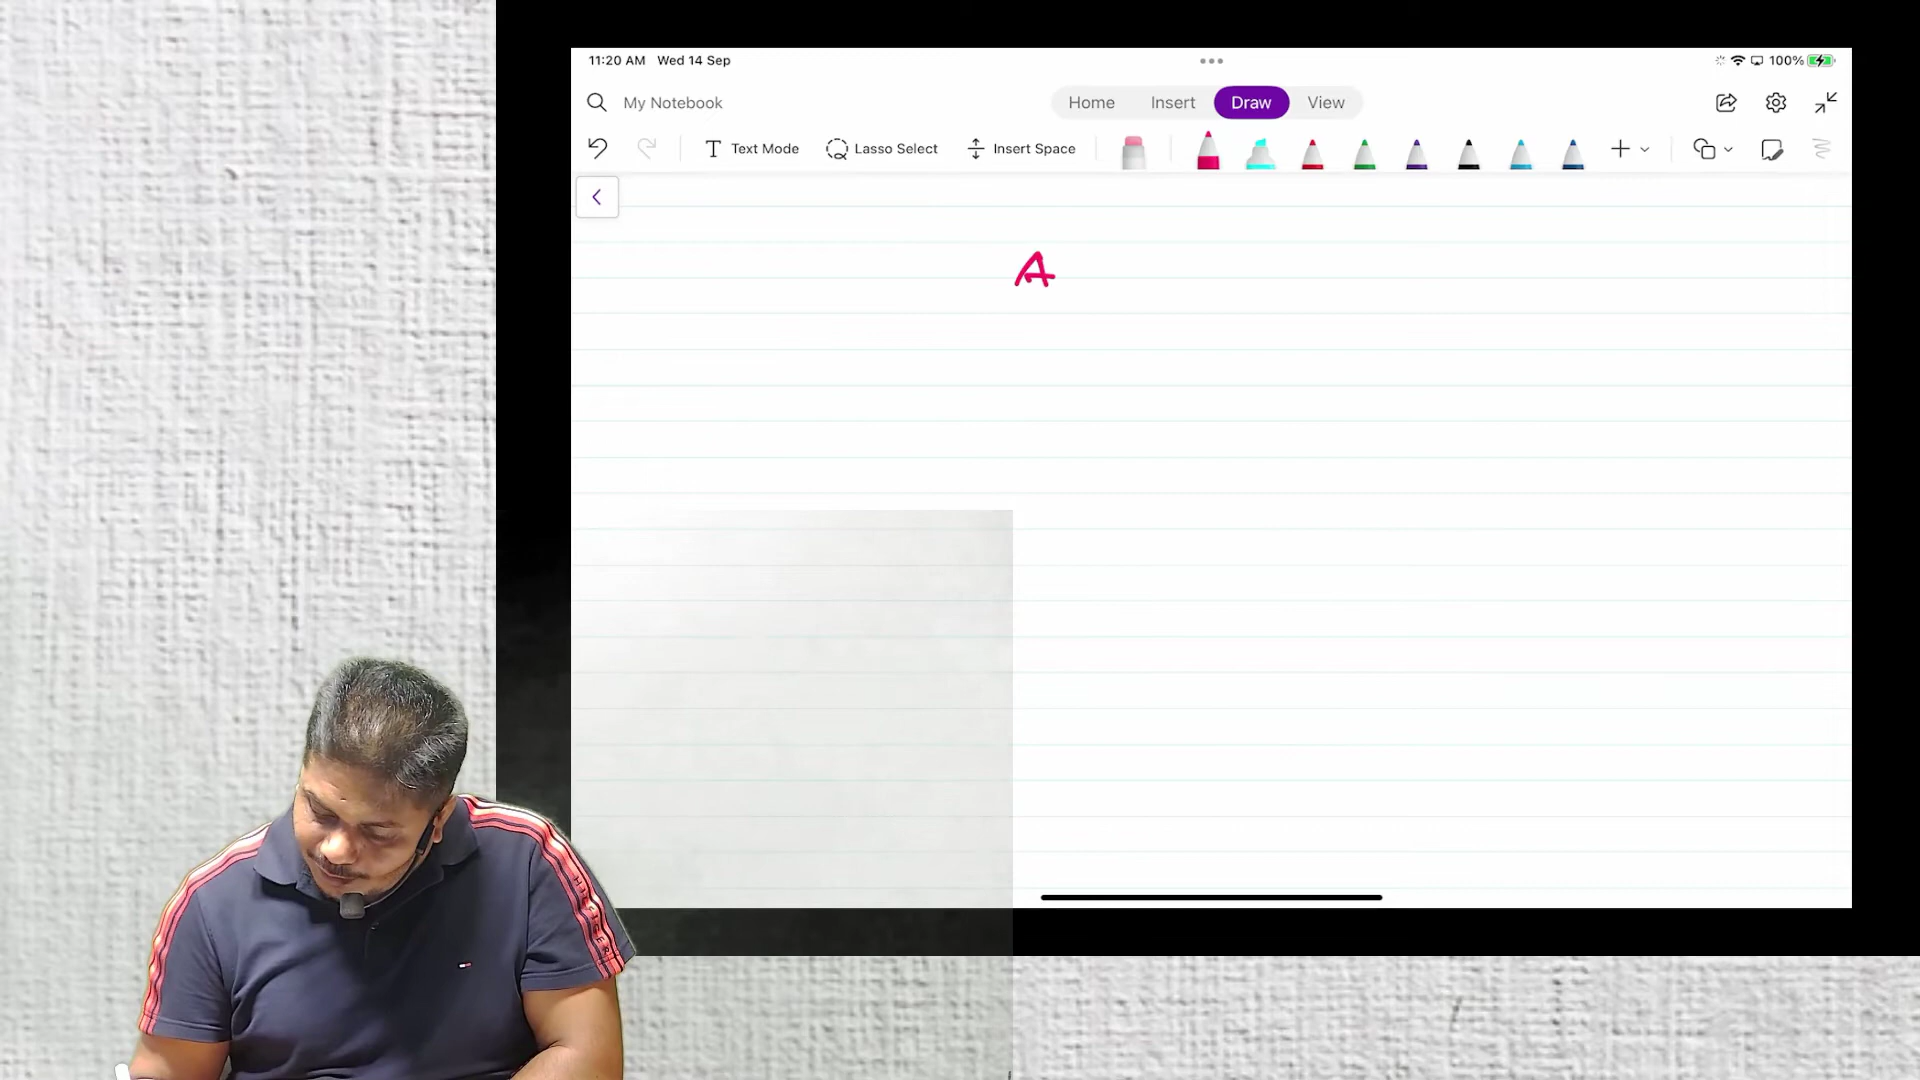 11:20 AM Wed 14 Sep
100%
My Notebook
Home Insert Draw View
Text Mode Lasso Select Insert Space
A